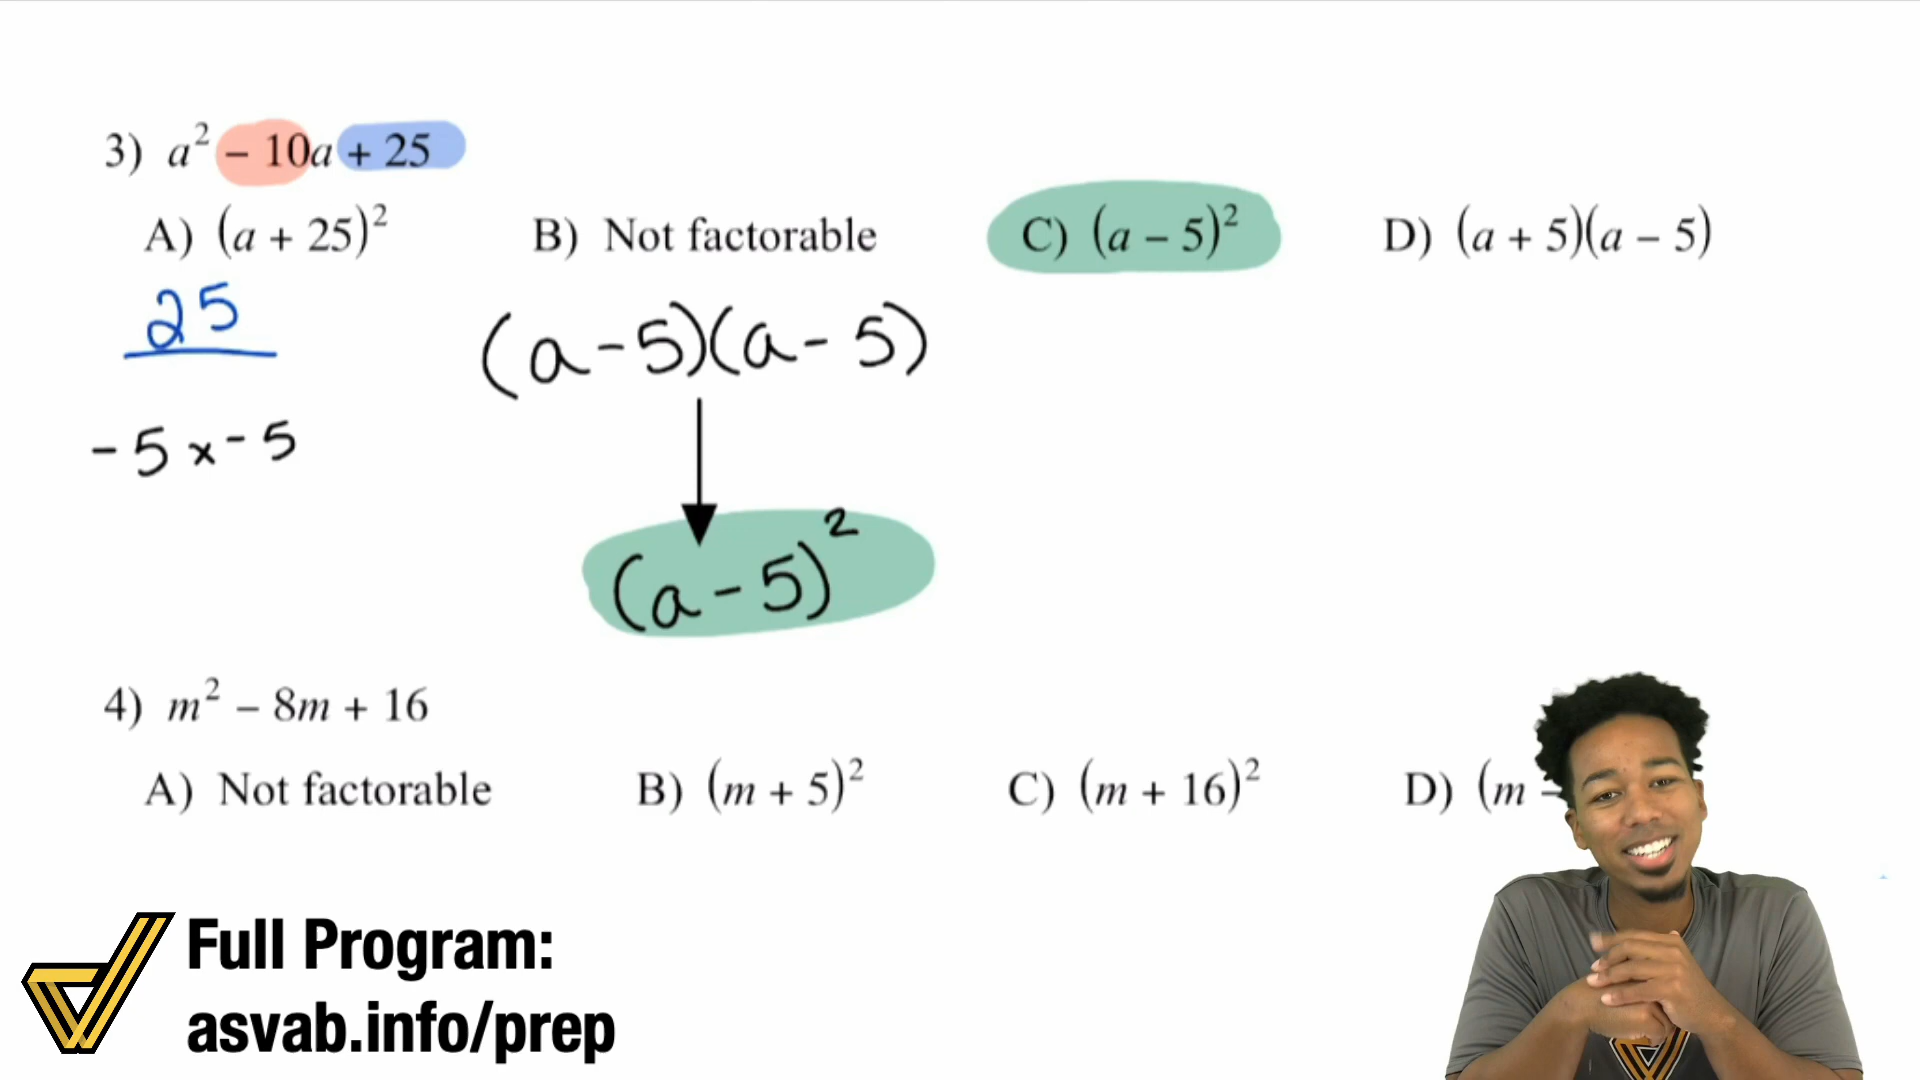 3) a² − 10a + 25
A) (a + 25)² B) Not factorable C) (a − 5)² D) (a + 5)(a − 5)
25
(a - 5)(a - 5)
-5 x -5
(a - 5)²
4) m² − 8m + 16
A) Not factorable B) (m + 5)² C) (m + 16)² D) (m −
Full Program:
asvab.info/prep